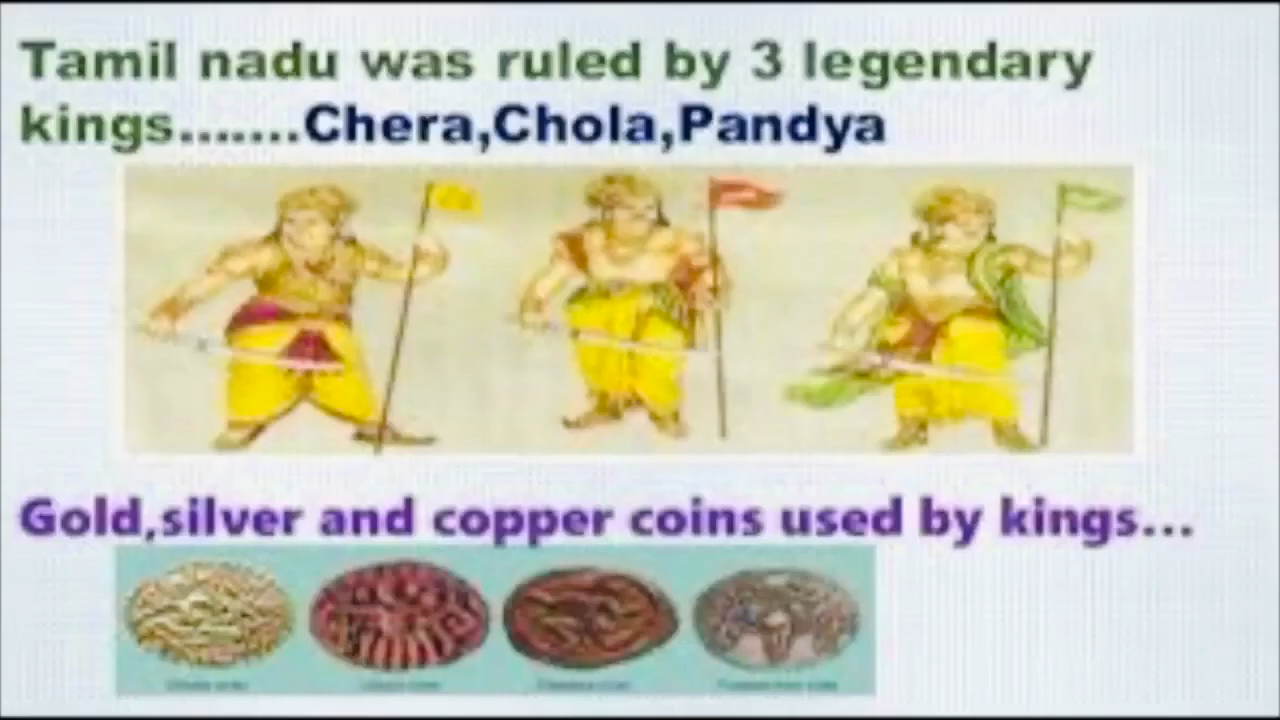 Tamil nadu was ruled by 3 legendary
kings.......Chera,Chola,Pandya
Gold,silver and copper coins used by kings...